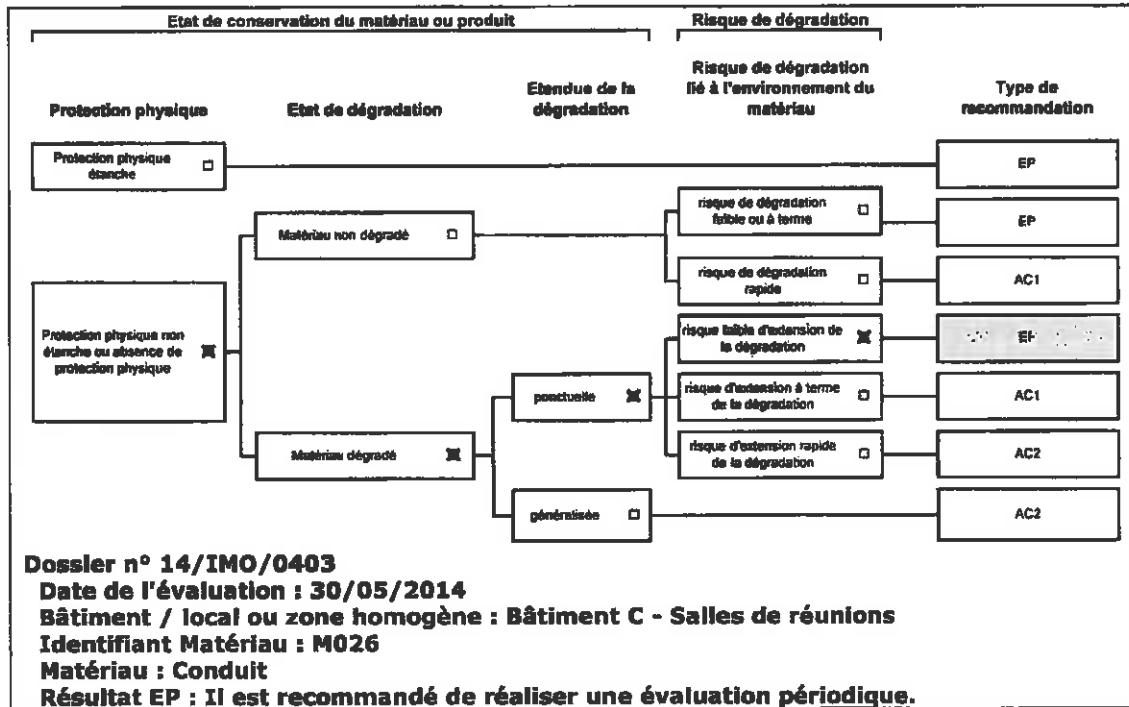 Etat de conservation du matériau ou produit
Risque de dégradation
Protection physique
Etat de dégradation
Etendue de la
dégradation
Risque de dégradation
lié à l'environnement du
matériau
Type de
recommandation
Protection physique
étanche
EP
Matériau non dégradé
risque de dégradation
faible ou à terme
EP
risque de dégradation
rapide
AC1
Protection physique non
étanche ou absence de
protection physique
risque faible d'extension de
la dégradation
EP
ponctuelle
risque d'extension à terme
de la dégradation
AC1
Matériau dégradé
risque d'extension rapide
de la dégradation
AC2
généralisée
AC2
Dossier n° 14/IMO/0403
Date de l'évaluation : 30/05/2014
Bâtiment / local ou zone homogène : Bâtiment C - Salles de réunions
Identifiant Matériau : M026
Matériau : Conduit
Résultat EP : Il est recommandé de réaliser une évaluation périodique.